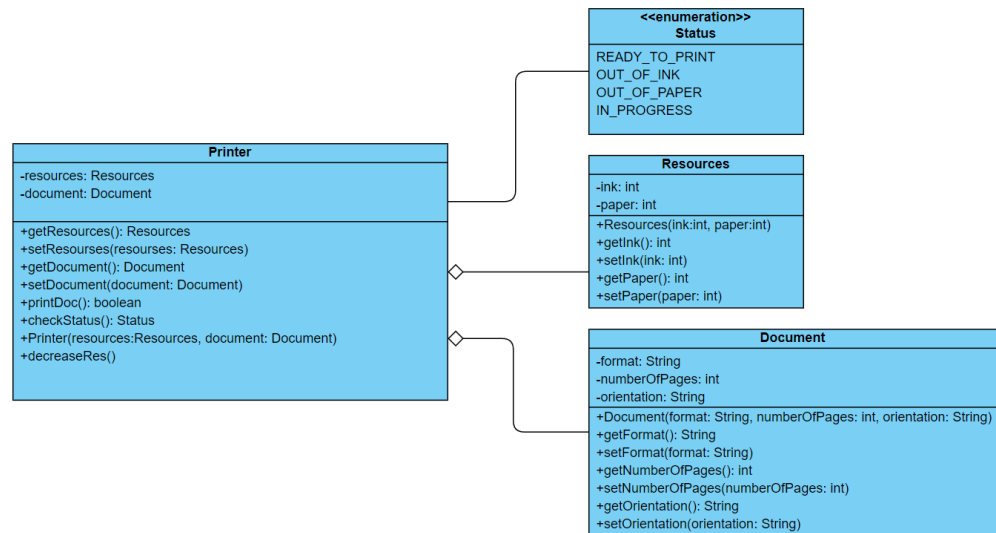 <<enumeration>>
Status
READY_TO_PRINT
OUT_OF_INK
OUT_OF_PAPER
IN_PROGRESS
Printer
-resources: Resources
-document: Document
+getResources(): Resources
+setResourses(resourses: Resources)
+getDocument(): Document
+setDocument(document: Document)
+printDoc(): boolean
+checkStatus(): Status
+Printer(resources:Resources, document: Document)
+decreaseRes()
Resources
-ink: int
-paper: int
+Resources(ink:int, paper:int)
+getInk(): int
+setInk(ink: int)
+getPaper(): int
+setPaper(paper: int)
Document
-format: String
-numberOfPages: int
-orientation: String
+Document(format: String, numberOfPages: int, orientation: String)
+getFormat(): String
+setFormat(format: String)
+getNumberOfPages(): int
+setNumberOfPages(numberOfPages: int)
+getOrientation(): String
+setOrientation(orientation: String)